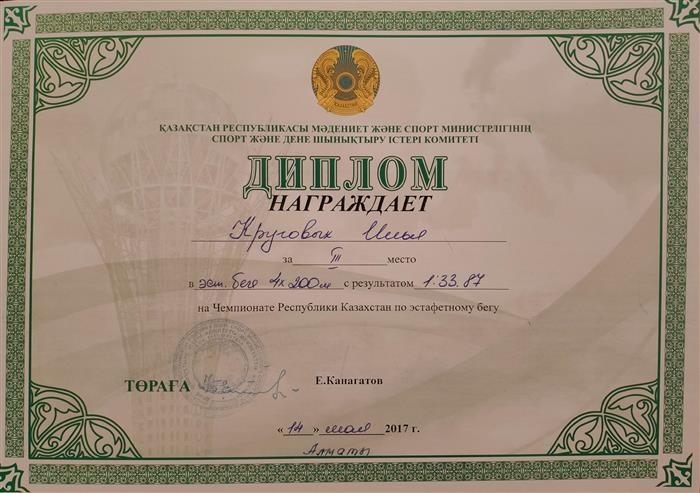 ҚАЗАҚСТАН РЕСПУБЛИКАСЫ МӘДЕНИЕТ ЖӘНЕ СПОРТ МИНИСТРЛІГІНІҢ
СПОРТ ЖӘНЕ ДЕНЕ ШЫНЫҚТЫРУ ІСТЕРІ КОМИТЕТІ
ДИПЛОМ
НАГРАЖДАЕТ
Круговых Илья
за III место
в эст. беге 4х200м с результатом 1:33.87
на Чемпионате Республики Казахстан по эстафетному бегу
ТӨРАҒА Е.Канагатов
« 14 » мая 2017 г.
Алматы